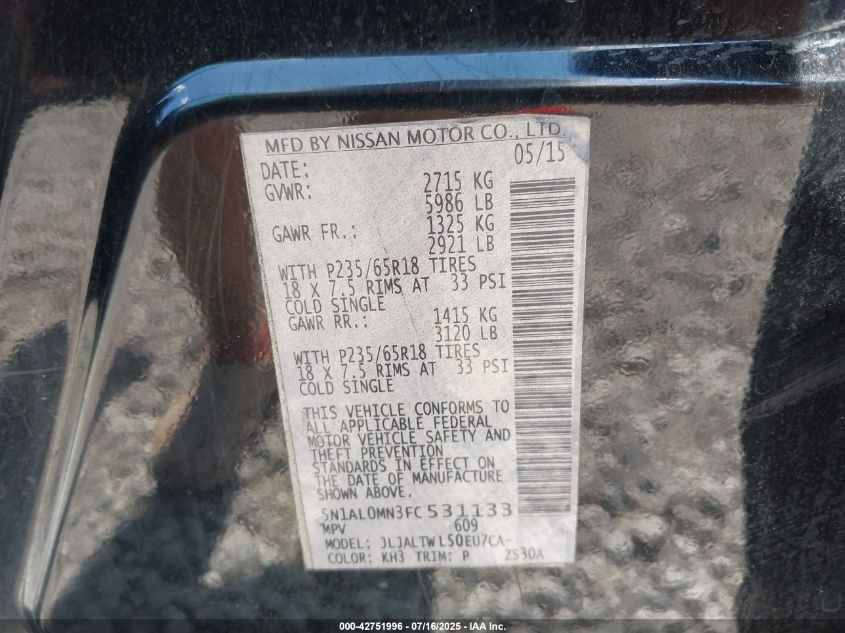 MFD BY NISSAN MOTOR CO., LTD.
DATE: 05/15
GVWR: 2715 KG
5986 LB
GAWR FR.: 1325 KG
2921 LB
WITH P235/65R18 TIRES
18 X 7.5 RIMS AT 33 PSI
COLD SINGLE
GAWR RR.: 1415 KG
3120 LB
WITH P235/65R18 TIRES
18 X 7.5 RIMS AT 33 PSI
COLD SINGLE
THIS VEHICLE CONFORMS TO
ALL APPLICABLE FEDERAL
MOTOR VEHICLE SAFETY AND
THEFT PREVENTION
STANDARDS IN EFFECT ON
THE DATE OF MANUFACTURE
SHOWN ABOVE.
5N1AL0MN3FC531133
MPV 609
MODEL: JLJALTWL50EU7CA-
COLOR: KH3 TRIM: P ZS30A
000-42751996 - 07/16/2025 - IAA Inc.